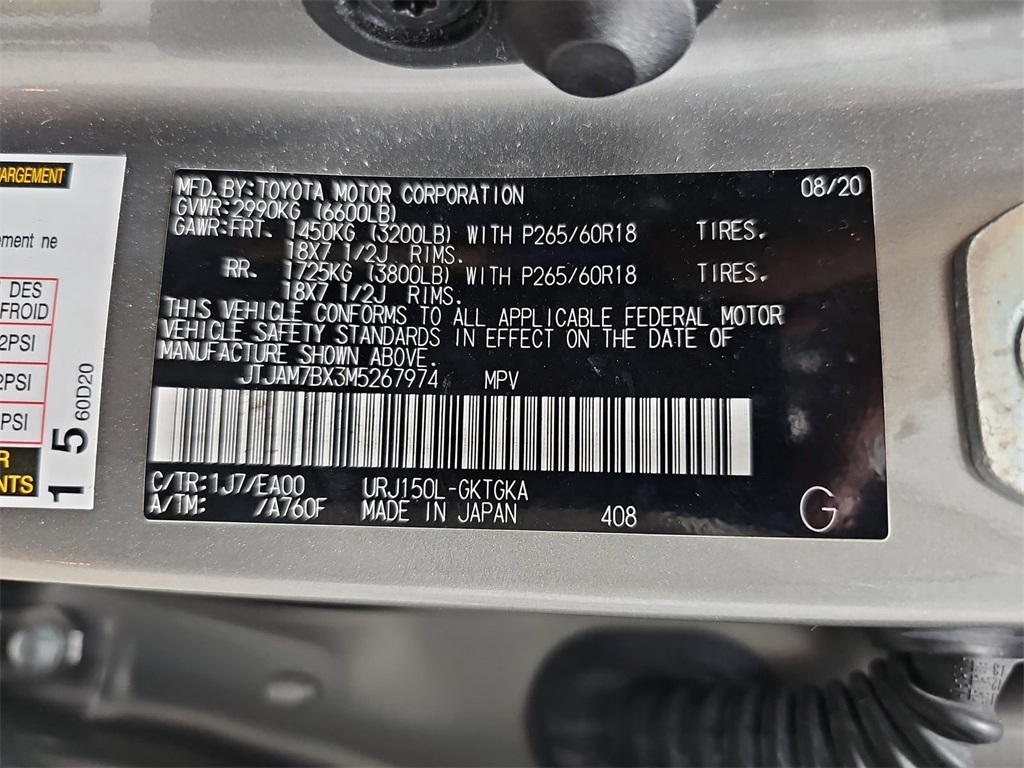 MFD. BY: TOYOTA MOTOR CORPORATION 08/20
GVWR: 2990KG (6600LB)
GAWR: FRT. 1450KG (3200LB) WITH P265/60R18 TIRES.
18X7 1/2J RIMS.
RR. 1725KG (3800LB) WITH P265/60R18 TIRES.
18X7 1/2J RIMS.
THIS VEHICLE CONFORMS TO ALL APPLICABLE FEDERAL MOTOR
VEHICLE SAFETY STANDARDS IN EFFECT ON THE DATE OF
MANUFACTURE SHOWN ABOVE.
JTJAM7BX3M5267974 MPV
C/TR: 1J7/EA00 URJ150L-GKTGKA
A/TM: /A760F MADE IN JAPAN 408 G
ement ne
DES
FROID
2PSI
2PSI
PSI
R
NTS
1 5 60D20